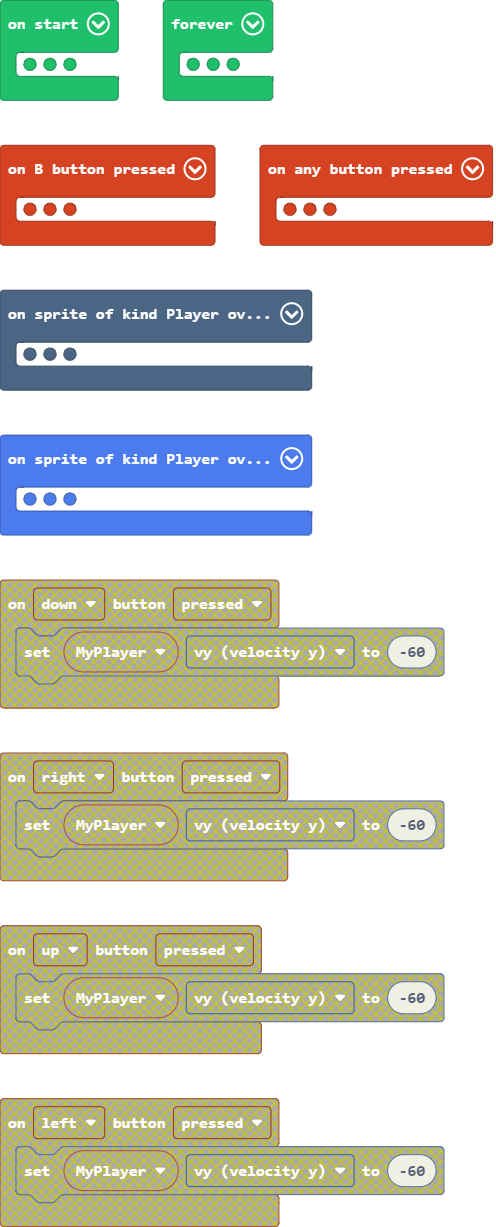 on start forever
on B button pressed on any button pressed
on sprite of kind Player ov...
on sprite of kind Player ov...
on down button pressed
set MyPlayer vy (velocity y) to -60
on right button pressed
set MyPlayer vy (velocity y) to -60
on up button pressed
set MyPlayer vy (velocity y) to -60
on left button pressed
set MyPlayer vy (velocity y) to -60